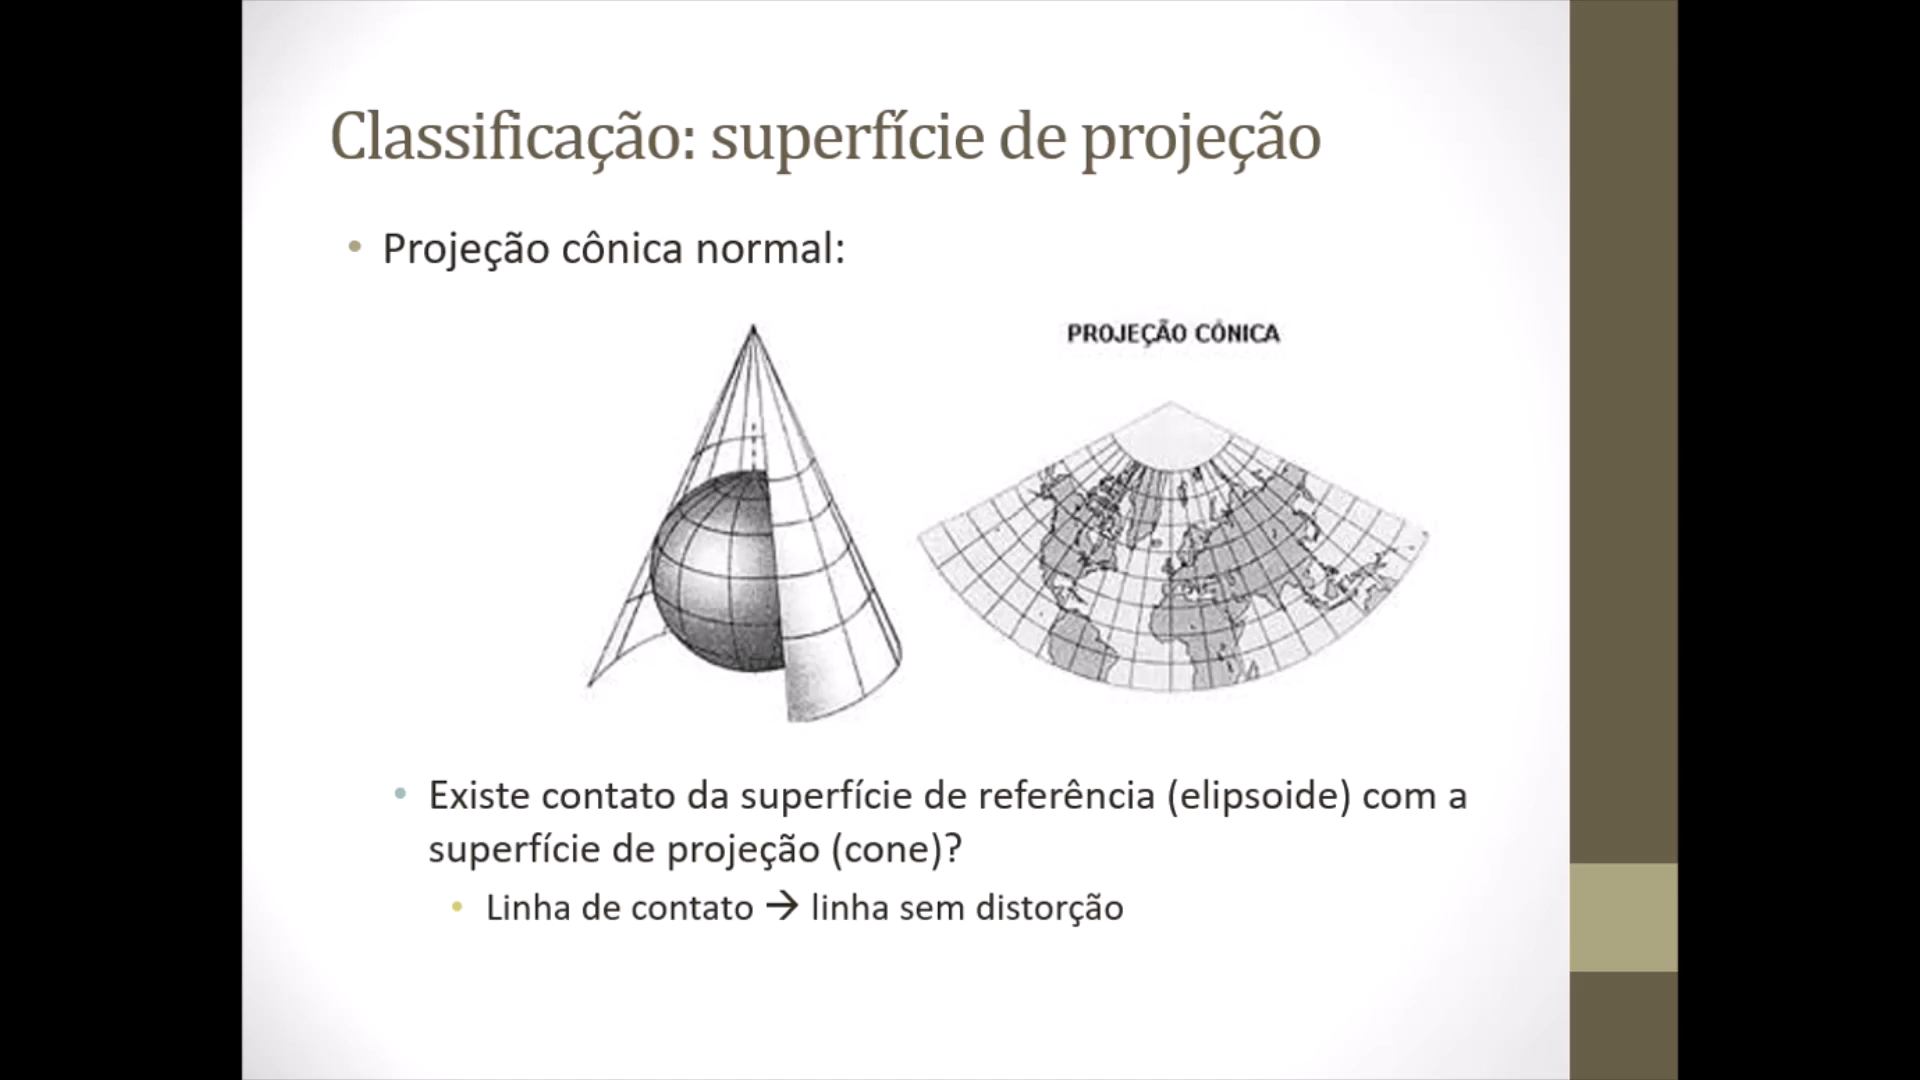 Classificação: superfície de projeção
• Projeção cônica normal:
PROJEÇÃO CÔNICA
• Existe contato da superfície de referência (elipsoide) com a
superfície de projeção (cone)?
• Linha de contato → linha sem distorção